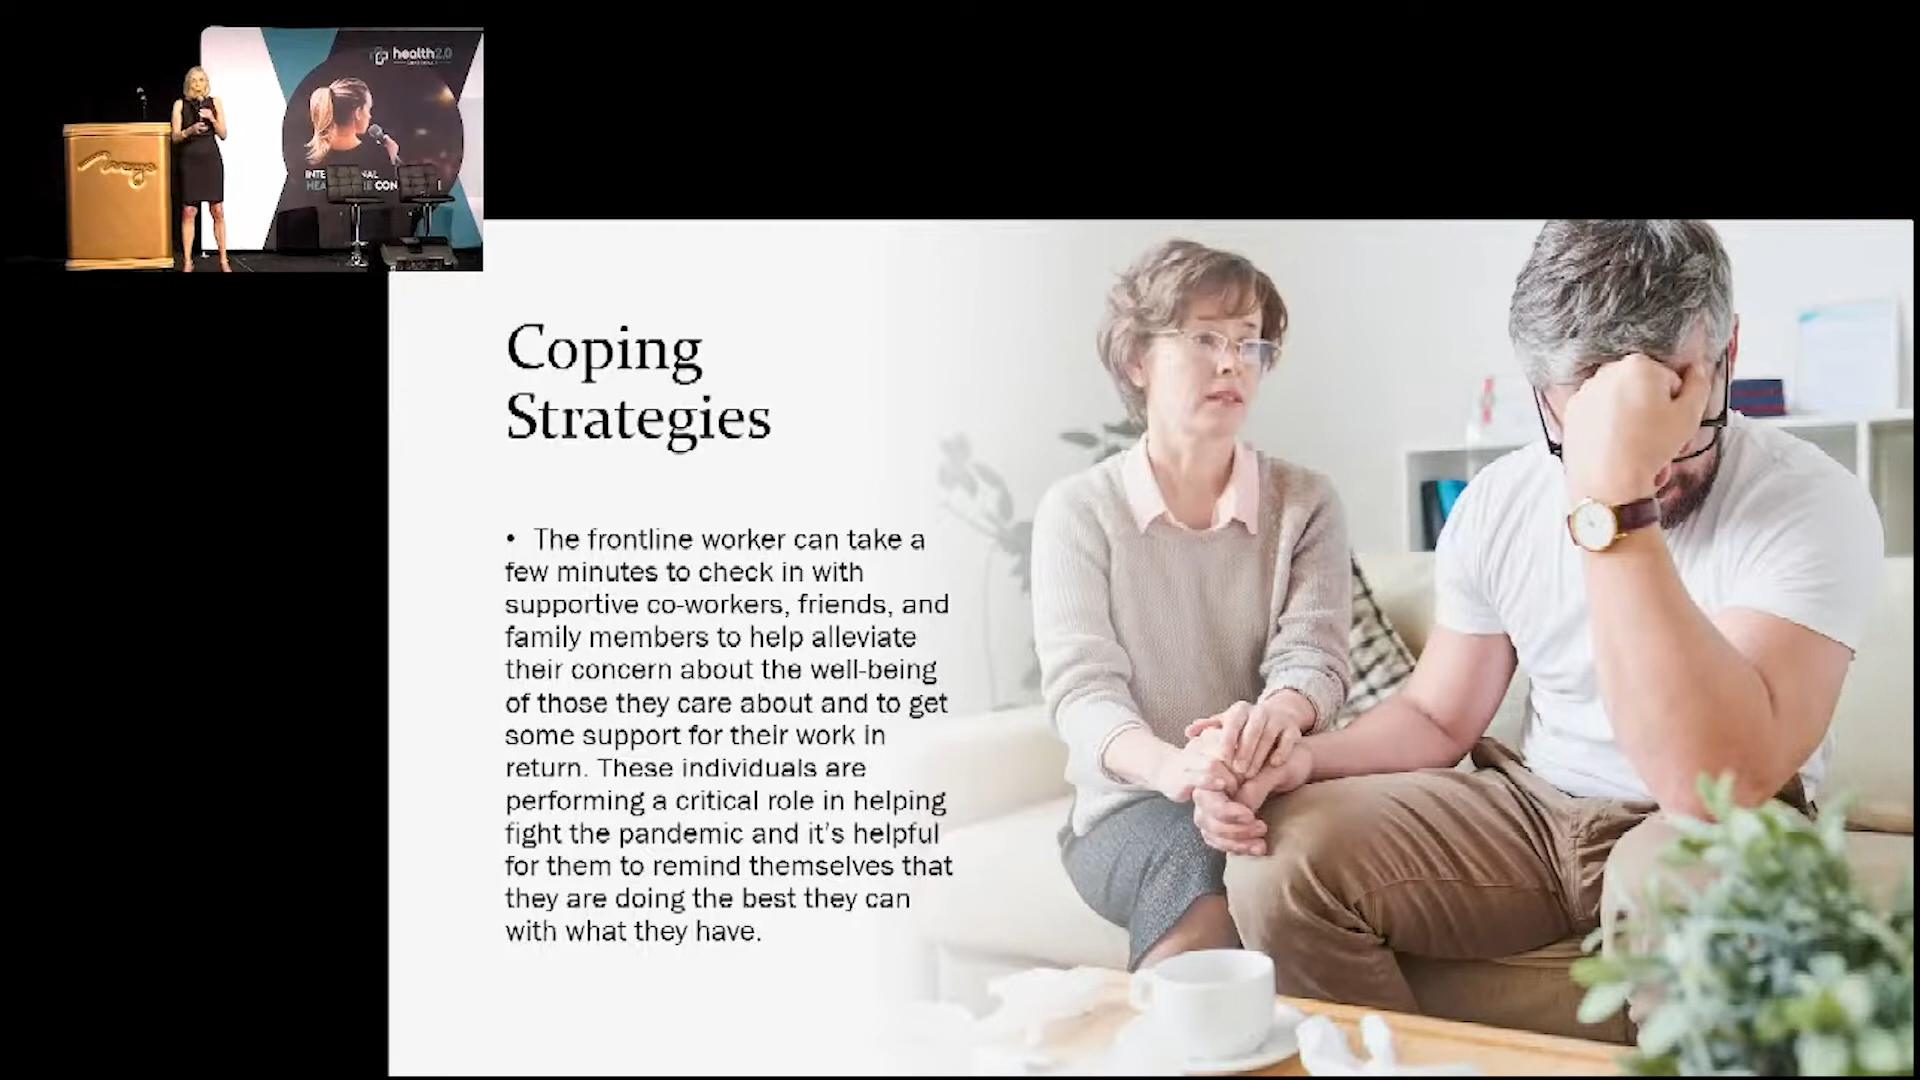 health2.0
Coping
Strategies
• The frontline worker can take a
few minutes to check in with
supportive co-workers, friends, and
family members to help alleviate
their concern about the well-being
of those they care about and to get
some support for their work in
return. These individuals are
performing a critical role in helping
fight the pandemic and it's helpful
for them to remind themselves that
they are doing the best they can
with what they have.